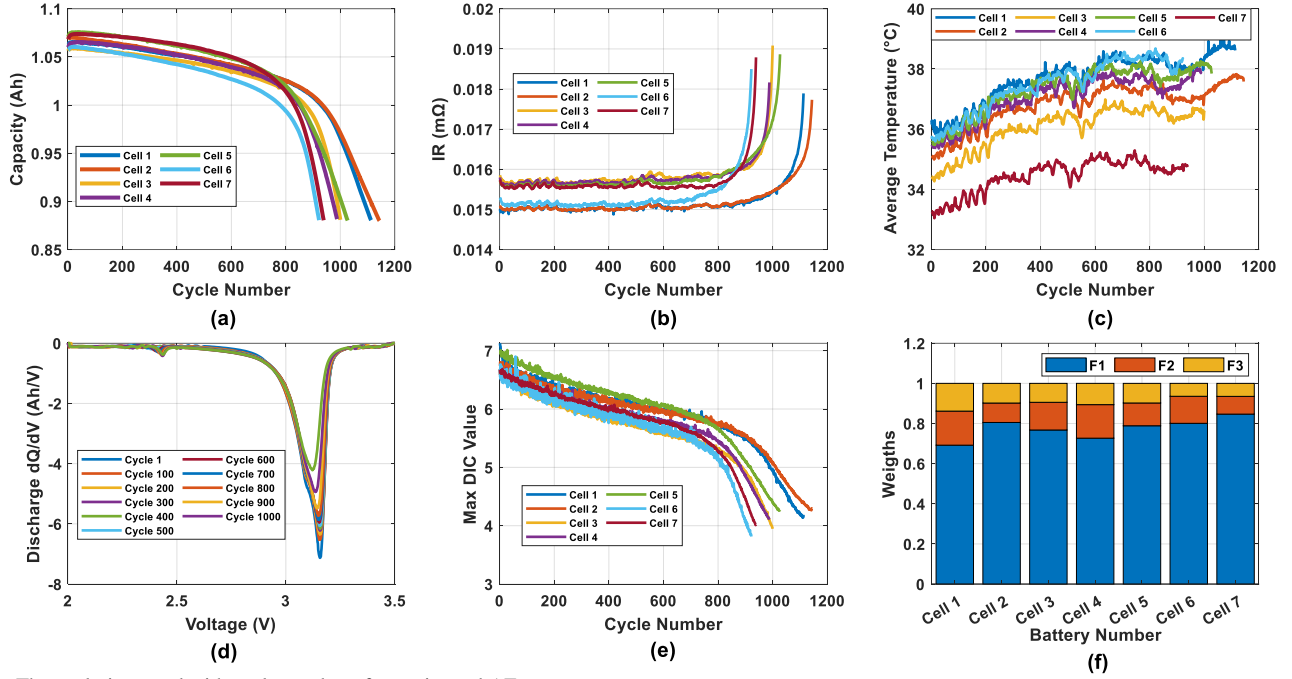 1.1
1.05
1
0.95
0.9
0.85
Capacity (Ah)
Cell 1
Cell 2
Cell 3
Cell 4
Cell 5
Cell 6
Cell 7
0 200 400 600 800 1000 1200
Cycle Number
(a)
0.02
0.019
0.018
0.017
0.016
0.015
0.014
IR (mΩ)
Cell 1
Cell 2
Cell 3
Cell 4
Cell 5
Cell 6
Cell 7
0 200 400 600 800 1000 1200
Cycle Number
(b)
40
38
36
34
32
Average Temperature (°C)
Cell 1 Cell 3 Cell 5 Cell 7
Cell 2 Cell 4 Cell 6
0 200 400 600 800 1000 1200
Cycle Number
(c)
0
-2
-4
-6
-8
Discharge dQ/dV (Ah/V)
Cycle 1
Cycle 100
Cycle 200
Cycle 300
Cycle 400
Cycle 500
Cycle 600
Cycle 700
Cycle 800
Cycle 900
Cycle 1000
2 2.5 3 3.5
Voltage (V)
(d)
7
6
5
4
3
Max DIC Value
Cell 1
Cell 2
Cell 3
Cell 4
Cell 5
Cell 6
Cell 7
0 200 400 600 800 1000 1200
Cycle Number
(e)
1.2
1
0.8
0.6
0.4
0.2
0
Weigths
F1 F2 F3
Cell 1 Cell 2 Cell 3 Cell 4 Cell 5 Cell 6 Cell 7
Battery Number
(f)